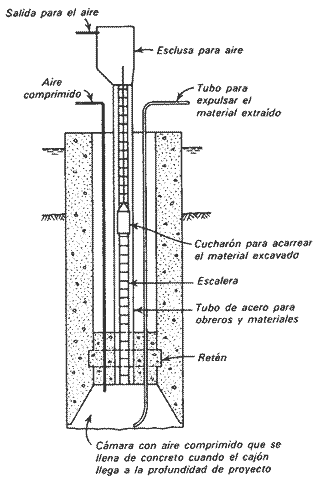 Salida para el aire
Esclusa para aire
Aire
comprimido
Tubo para
expulsar el
material extraído
Cucharón para acarrear
el material excavado
Escalera
Tubo de acero para
obreros y materiales
Retén
Cámara con aire comprimido que se
llena de concreto cuando el cajón
llega a la profundidad de proyecto